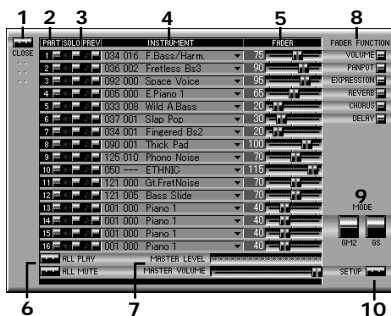 1 2 3 4 5 8
PART SOLO PREV INSTRUMENT FADER FADER FUNCTION
CLOSE
1 034 016 F.Bass/Harm. 75 VOLUME
2 036 002 Fretless Bs3 90 PANPOT
3 092 000 Space Voice 95 EXPRESSION
4 005 000 E.Piano 1 65 REVERB
5 033 008 Wild A.Bass 20 CHORUS
6 037 001 Slap Pop 30 DELAY
7 034 001 Fingered Bs2 20
8 090 001 Thick Pad 100
9 125 010 Phono Noise 70
10 050 --- ETHNIC 115
11 121 000 Gt.FretNoise 70
12 121 005 Bass Slide 70
13 001 000 Piano 1 40
14 001 000 Piano 1 40
15 001 000 Piano 1 40
16 001 000 Piano 1 40
9
MODE
GM2 GS
ALL PLAY MASTER LEVEL
ALL MUTE MASTER VOLUME SETUP
6 7 10